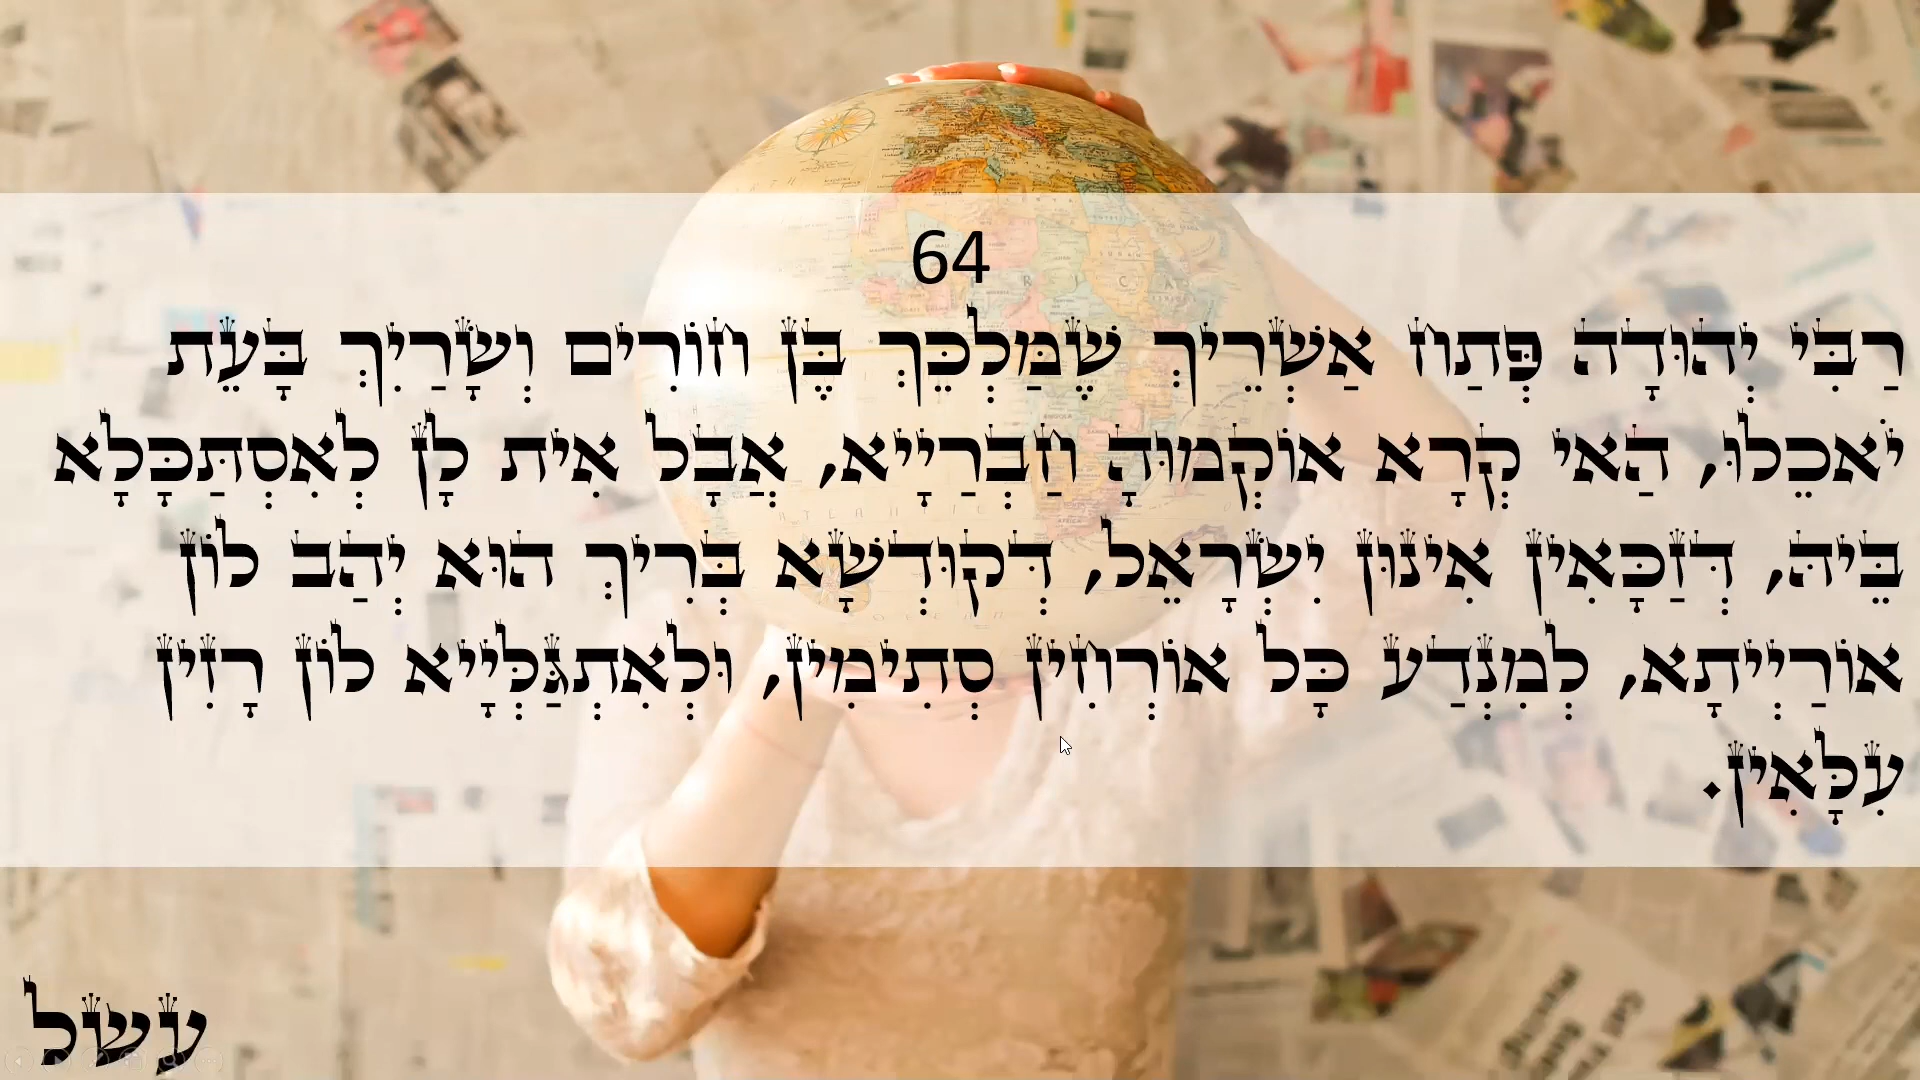 64
רַבִּי יְהוּדָה פְּתַח אַשְׁרֵיךְ שֶׁמַּלְכֵּךְ בֶּן חוֹרִים וְשָׂרַיִךְ בָּעֵת
יֹאכֵלוּ, הַאי קְרָא אוֹקְמוּהָ חַבְרַיָּיא, אֲבָל אִית לָן לְאִסְתַּכָּלָא
בֵּיהּ, דְּזַכָּאִין אִינּוּן יִשְׂרָאֵל, דְּקוּדְשָׁא בְּרִיךְ הוּא יְהַב לוֹן
אוֹרַיְיתָא, לְמִנְדַּע כָּל אוֹרְחִין סְתִימִין, וּלְאִתְגַּלְּיָיא לוֹן רָזִין
עִלָּאִין.
עשל